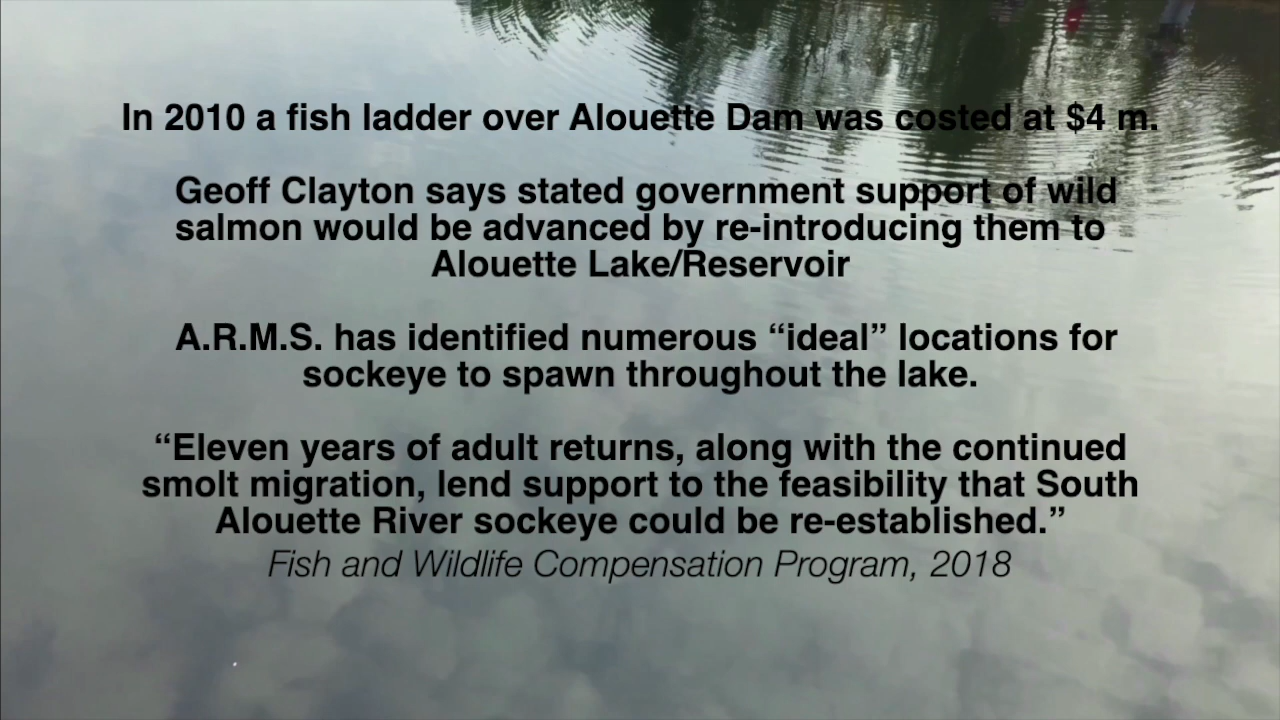 In 2010 a fish ladder over Alouette Dam was costed at $4 m.
Geoff Clayton says stated government support of wild
salmon would be advanced by re-introducing them to
Alouette Lake/Reservoir
A.R.M.S. has identified numerous “ideal” locations for
sockeye to spawn throughout the lake.
“Eleven years of adult returns, along with the continued
smolt migration, lend support to the feasibility that South
Alouette River sockeye could be re-established.”
Fish and Wildlife Compensation Program, 2018